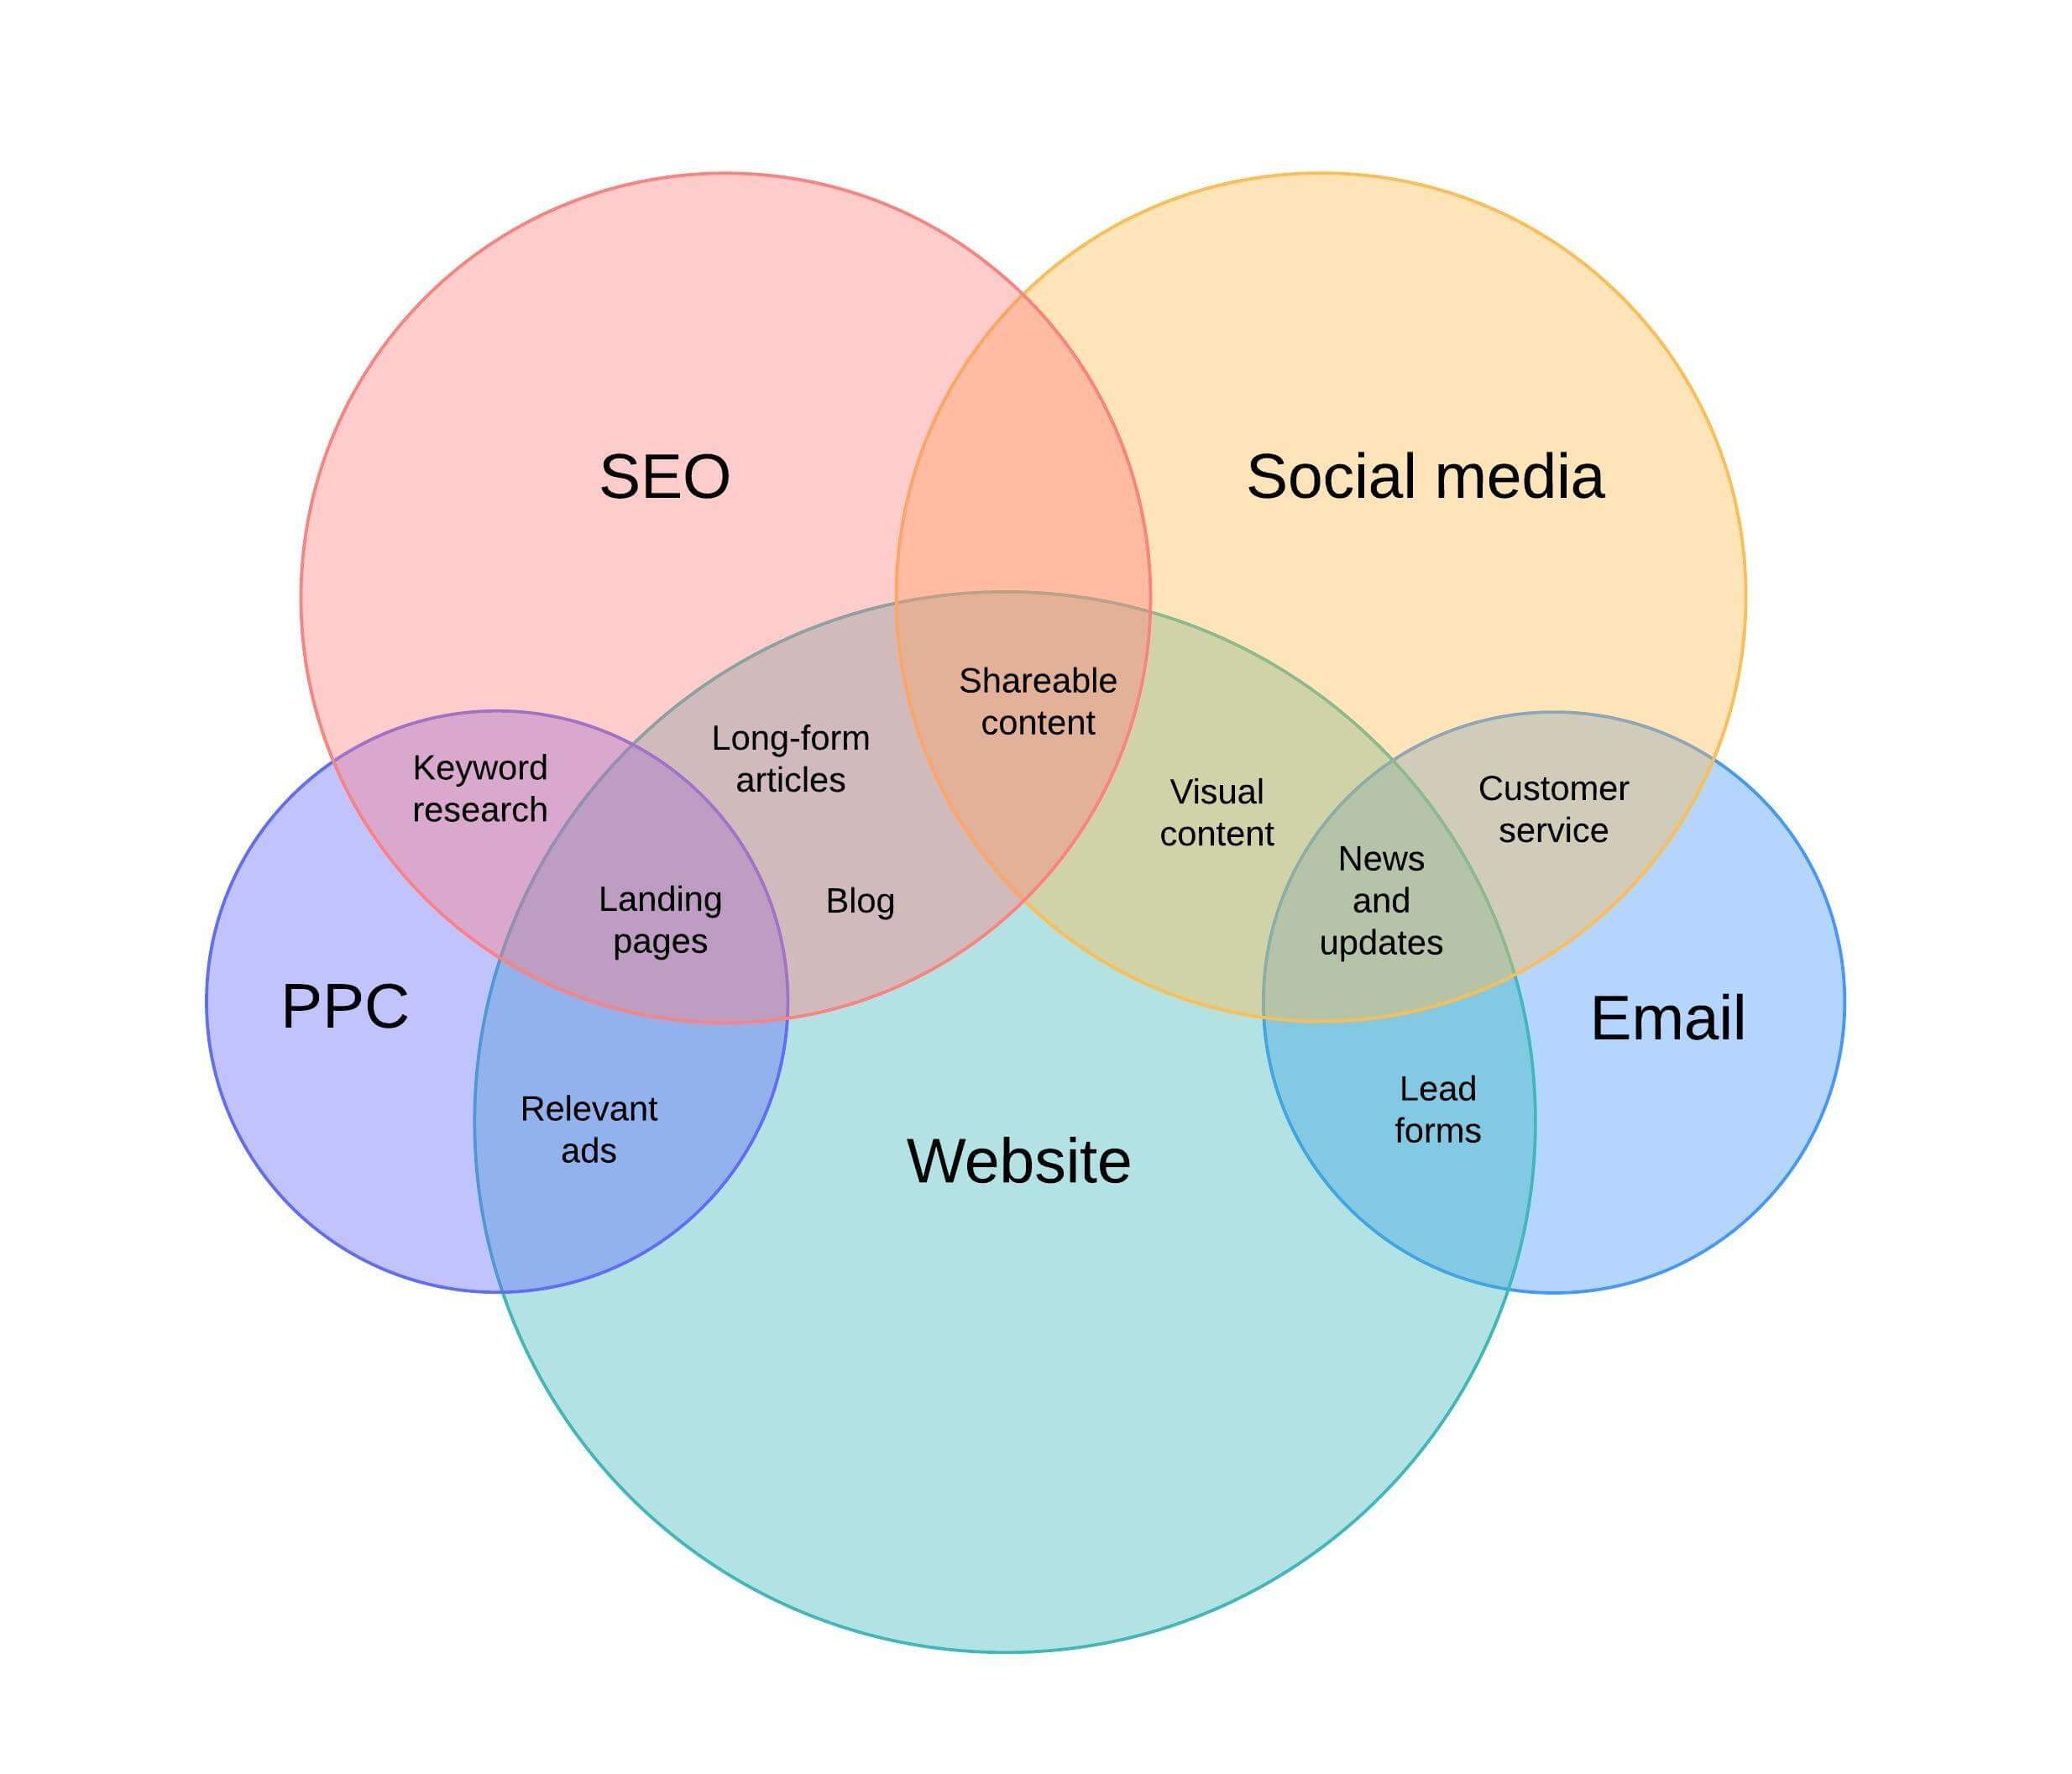 SEO
Social media
Shareable
content
Long-form
articles
Keyword
research
Visual
content
Customer
service
News
and
updates
Landing
pages
Blog
PPC
Email
Relevant
ads
Lead
forms
Website